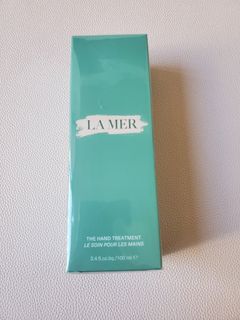 LA MER
THE HAND TREATMENT
LE SOIN POUR LES MAINS
3.4 fl.oz.liq./100 ml ℮